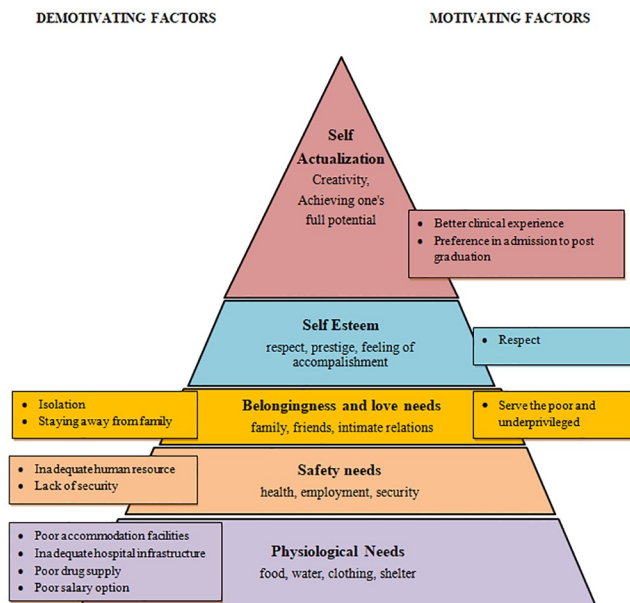 DEMOTIVATING FACTORS
MOTIVATING FACTORS
Self
Actualization
Creativity,
Achieving one's
full potential
• Better clinical experience
• Preference in admission to post
graduation
Self Esteem
respect, prestige, feeling of
accompalishment
• Respect
• Isolation
• Staying away from family
Belongingness and love needs
family, friends, intimate relations
• Serve the poor and
underprivileged
• Inadequate human resource
• Lack of security
Safety needs
health, employment, security
• Poor accommodation facilities
• Inadequate hospital infrastructure
• Poor drug supply
• Poor salary option
Physiological Needs
food, water, clothing, shelter